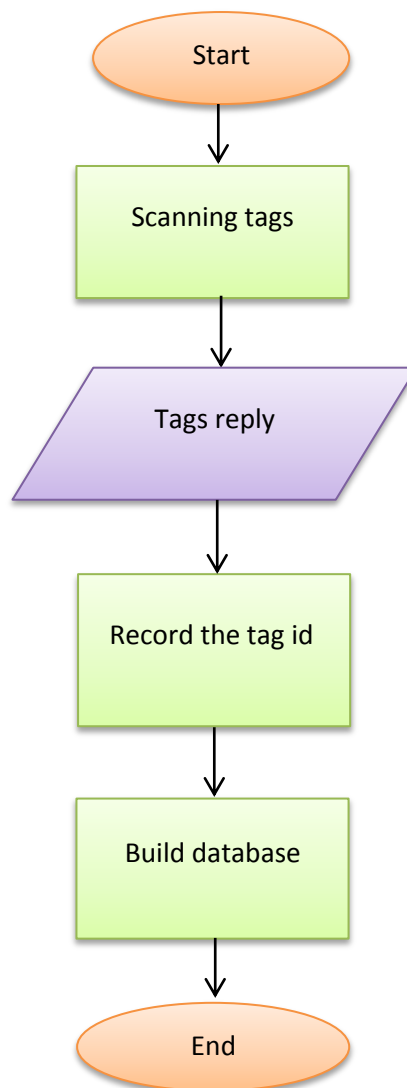 Start
Scanning tags
Tags reply
Record the tag id
Build database
End